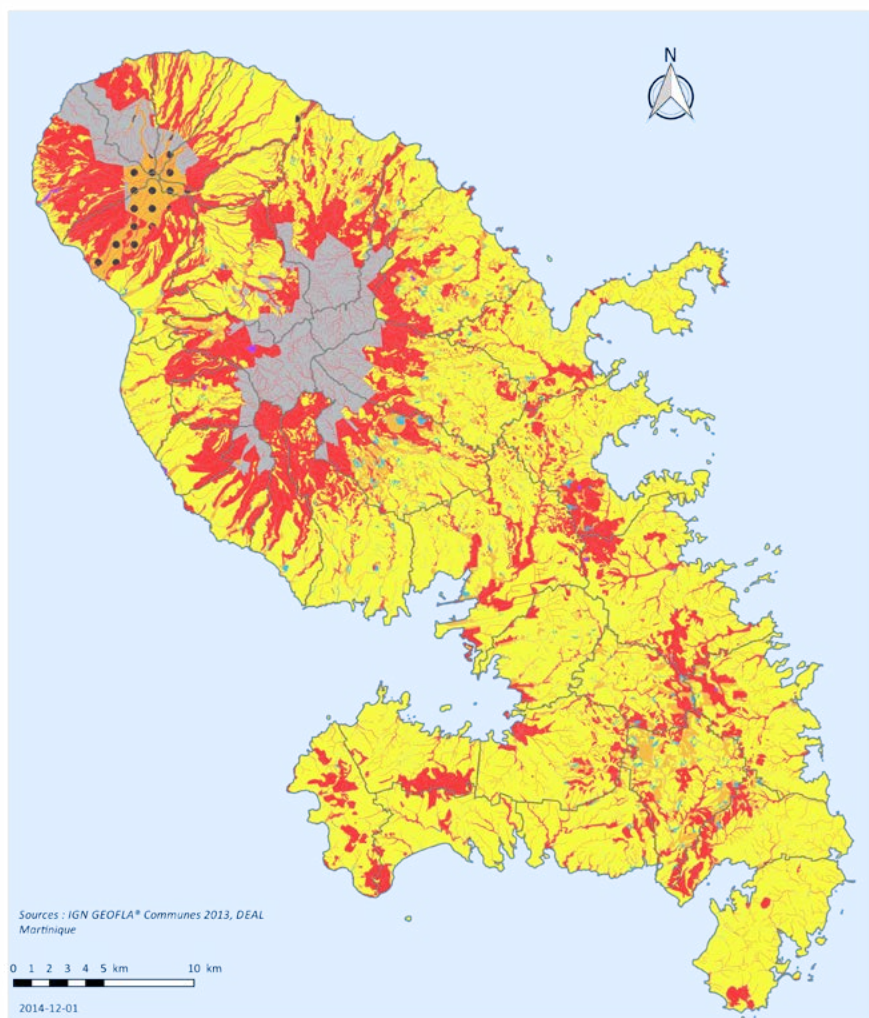 N
Sources : IGN GEOFLA® Communes 2013, DEAL
Martinique
0 1 2 3 4 5 km 10 km
2014-12-01